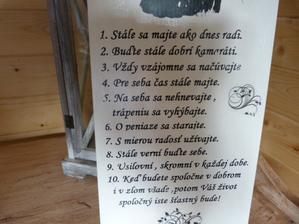 1. Stále sa majte ako dnes radi.
2. Buďte stále dobrí kamaráti.
3. Vždy vzájomne sa načúvajte
4. Pre seba čas stále majte.
5. Na seba nehnevajte ,
trápeniu sa vyhýbajte.
6. O peniaze sa starajte.
7. S mierou radosť užívajte.
8. Stále verní buďte sebe.
9. Usilovní , skromní v každej dobe.
10. Keď budete spoločne v dobrom
i v zlom vládz , potom Váš život
spoločný iste šťastný bude!